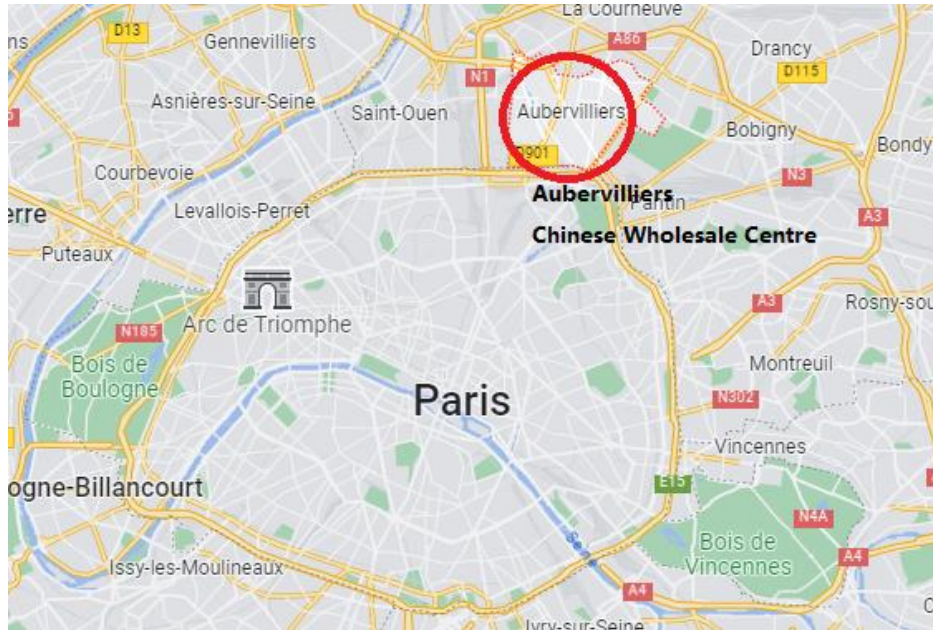 La Courneuve
D13
ns
Gennevilliers
A86
Drancy
D115
N1
Asnières-sur-Seine
Saint-Ouen
Aubervilliers
Bobigny
Bondy
D901
Courbevoie
N3
Aubervilliers
Pantin
erre
Levallois-Perret
A3
Chinese Wholesale Centre
Puteaux
A3
Rosny-sou
Arc de Triomphe
N185
Bois de
Boulogne
Montreuil
Paris
N302
Vincennes
ogne-Billancourt
E15
N4A
Bois de
Vincennes
A4
Issy-les-Moulineaux
A4
Ivry-sur-Seine